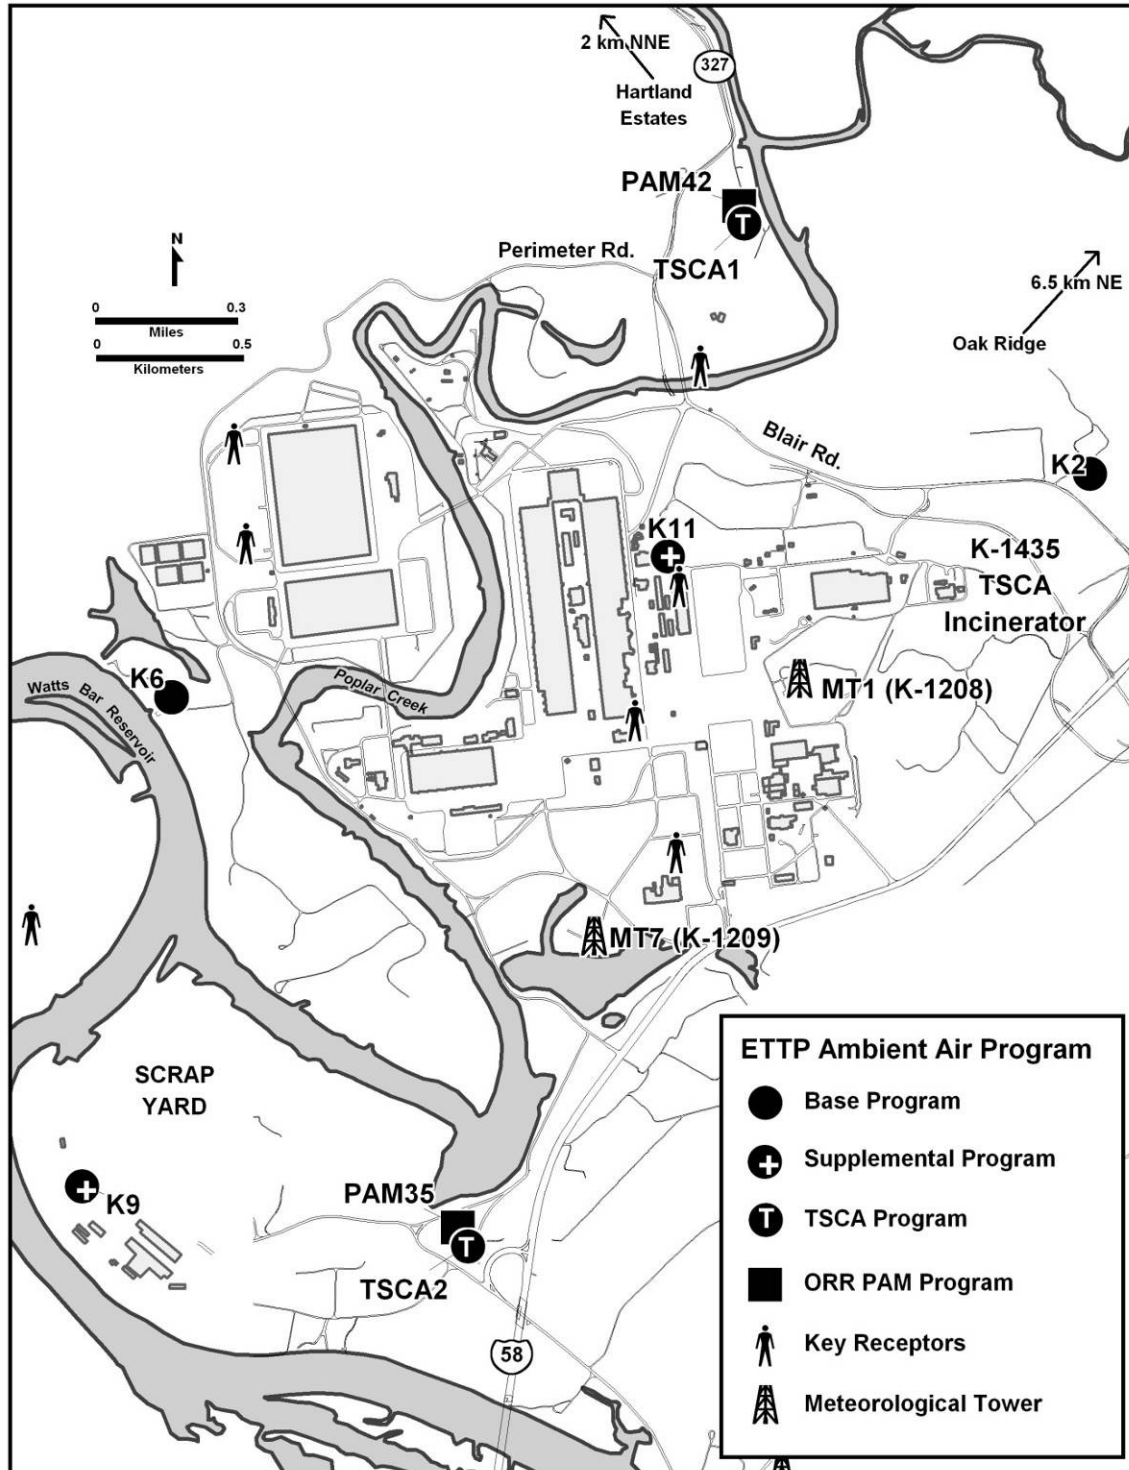 2 km NNE
327
Hartland
Estates
PAM42
T
N
Perimeter Rd.
TSCA1
6.5 km NE
0 0.3
Miles
0 0.5
Kilometers
Oak Ridge
Blair Rd.
K2
K11
K-1435
TSCA
Incinerator
K6
Poplar Creek
MT1 (K-1208)
Watts Bar Reservoir
MT7 (K-1209)
SCRAP
YARD
K9
PAM35
T
TSCA2
58
ETTP Ambient Air Program
Base Program
Supplemental Program
T TSCA Program
ORR PAM Program
Key Receptors
Meteorological Tower